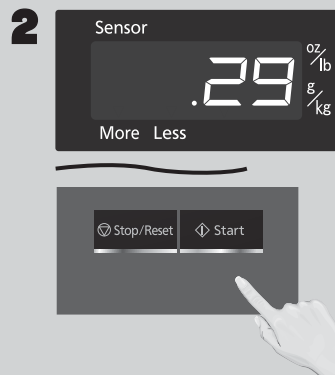 2
Sensor
oz/lb
.29
g/kg
More Less
Stop/Reset
Start